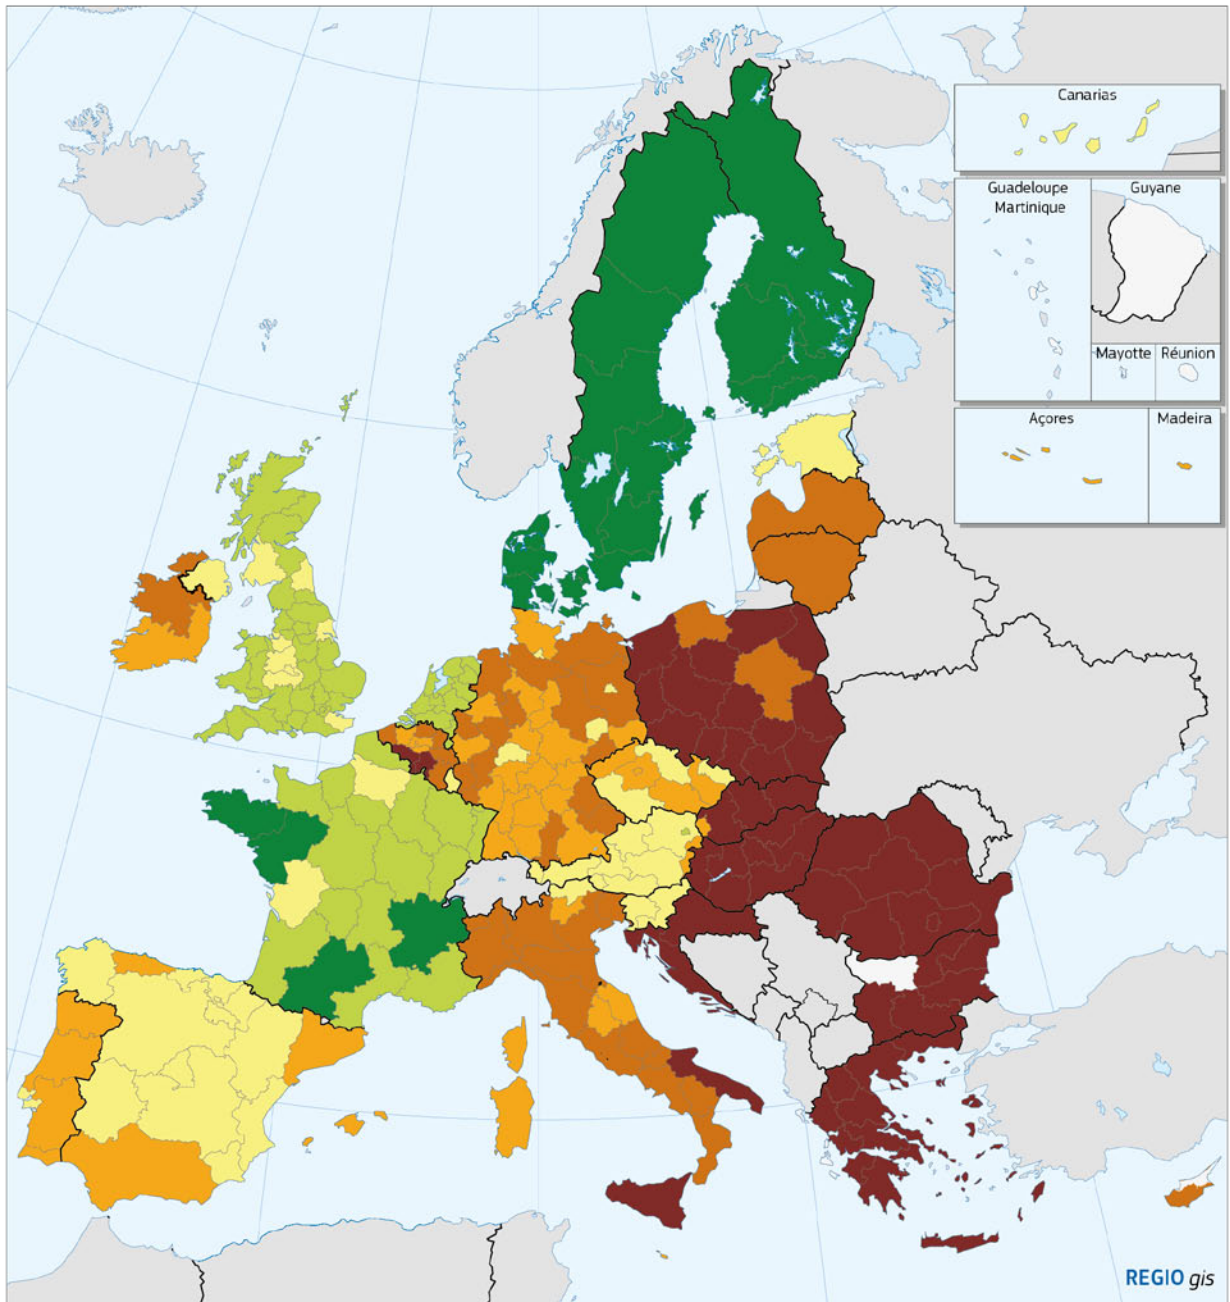 Canarias
Guadeloupe
Martinique
Guyane
Mayotte
Réunion
Açores
Madeira
REGIO gis